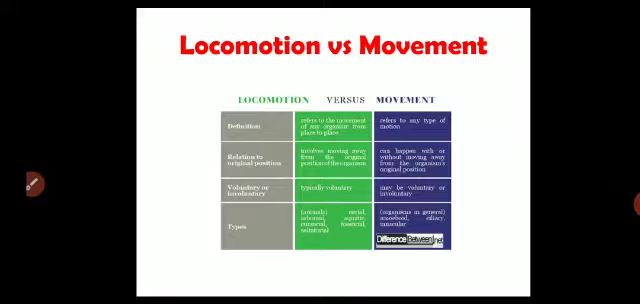 Locomotion vs Movement
LOCOMOTION VERSUS MOVEMENT
Definition
refers to the movement
of any organism from
place to place
refers to any type of
motion
Relation to
original position
involves moving away
from the original
position of the organism
can happen with or
without moving away
from the organism's
original position
Voluntary or
involuntary
typically voluntary
may be voluntary or
involuntary
Types
(animals)
arboreal, aquatic,
cursorial, fossorial,
saltatorial
(organisms in general)
amoeboid, ciliary,
muscular
DifferenceBetween.net